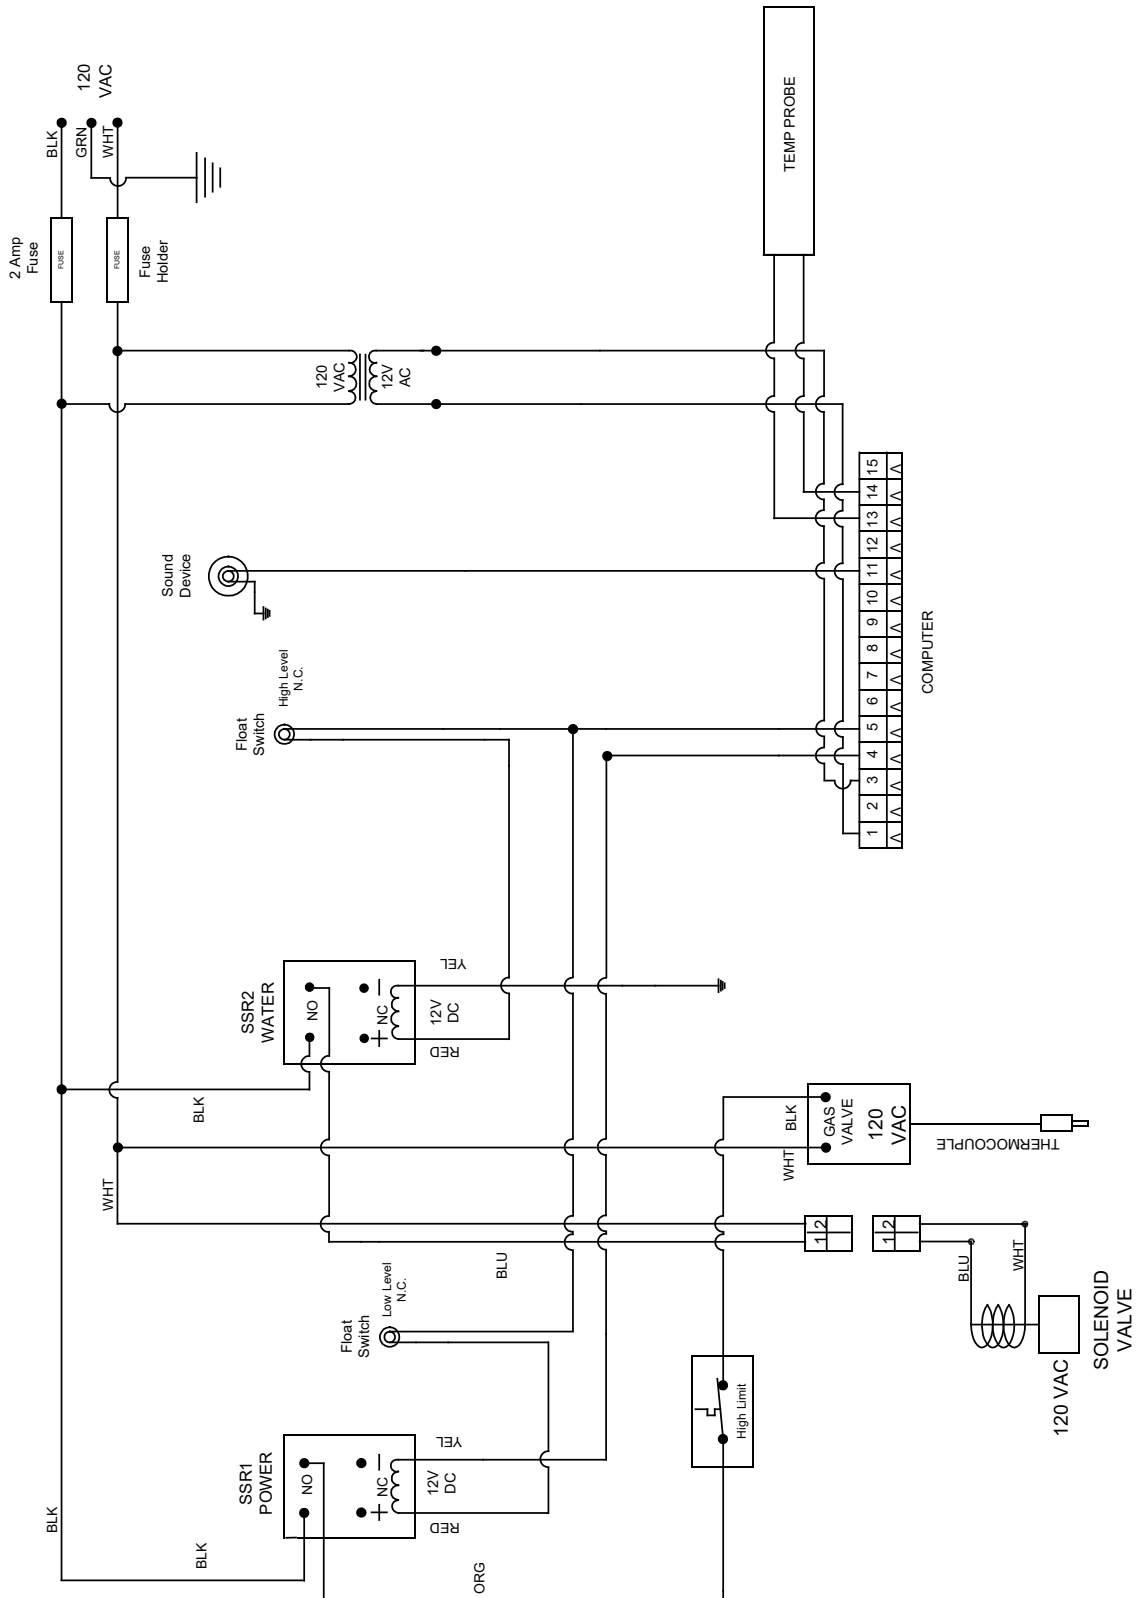 120
VAC
BLK
GRN
WHT
2 Amp
Fuse
FUSE
FUSE
Fuse
Holder
TEMP PROBE
120
VAC
12V
AC
Sound
Device
Float
Switch
High Level
N.C.
15
14
13
12
11
10
9
8
7
6
5
4
3
2
1
COMPUTER
SSR2
WATER
NO
NC
12V
DC
YEL
RED
BLK
WHT
WHT
BLK
GAS
VALVE
120
VAC
THERMOCOUPLE
1 2
1 2
BLU
BLU
WHT
120 VAC
SOLENOID
VALVE
Float
Switch
Low Level
N.C.
High Limit
SSR1
POWER
NO
NC
12V
DC
YEL
RED
BLK
BLK
ORG